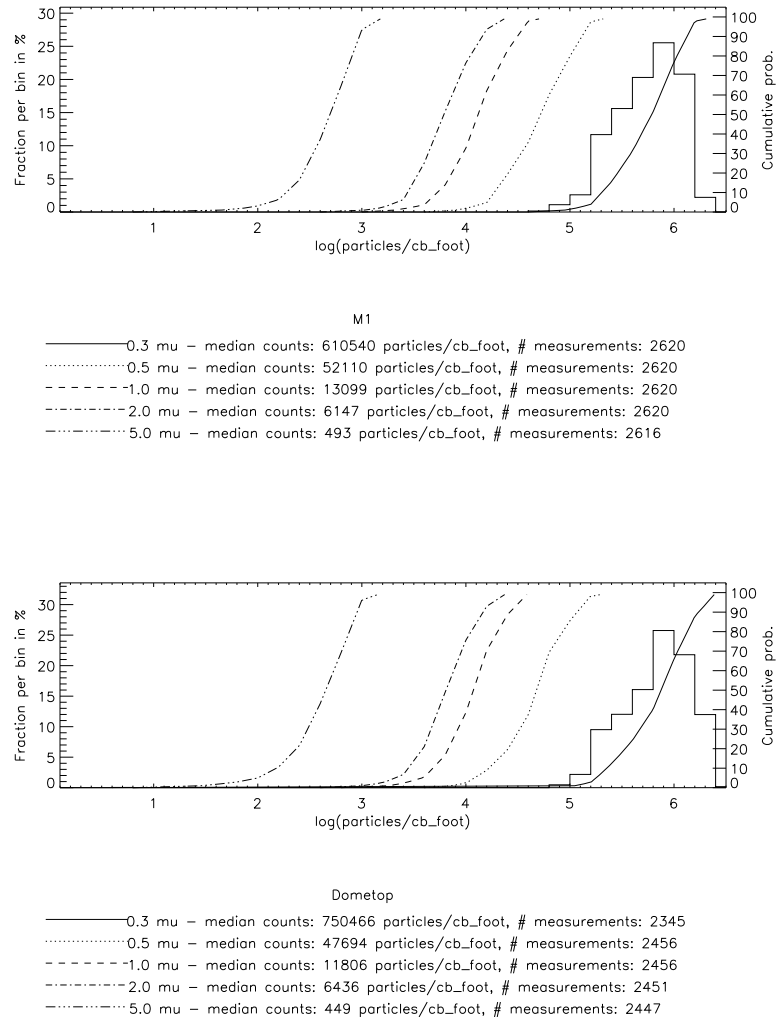 30
25
20
15
10
5
0
Fraction per bin in %
100
90
80
70
60
50
40
30
20
10
0
Cumulative prob.
1 2 3 4 5 6
log(particles/cb_foot)
M1
0.3 mu – median counts: 610540 particles/cb_foot, # measurements: 2620
0.5 mu – median counts: 52110 particles/cb_foot, # measurements: 2620
1.0 mu – median counts: 13099 particles/cb_foot, # measurements: 2620
2.0 mu – median counts: 6147 particles/cb_foot, # measurements: 2620
5.0 mu – median counts: 493 particles/cb_foot, # measurements: 2616
30
25
20
15
10
5
0
Fraction per bin in %
100
90
80
70
60
50
40
30
20
10
0
Cumulative prob.
1 2 3 4 5 6
log(particles/cb_foot)
Dometop
0.3 mu – median counts: 750466 particles/cb_foot, # measurements: 2345
0.5 mu – median counts: 47694 particles/cb_foot, # measurements: 2456
1.0 mu – median counts: 11806 particles/cb_foot, # measurements: 2456
2.0 mu – median counts: 6436 particles/cb_foot, # measurements: 2451
5.0 mu – median counts: 449 particles/cb_foot, # measurements: 2447